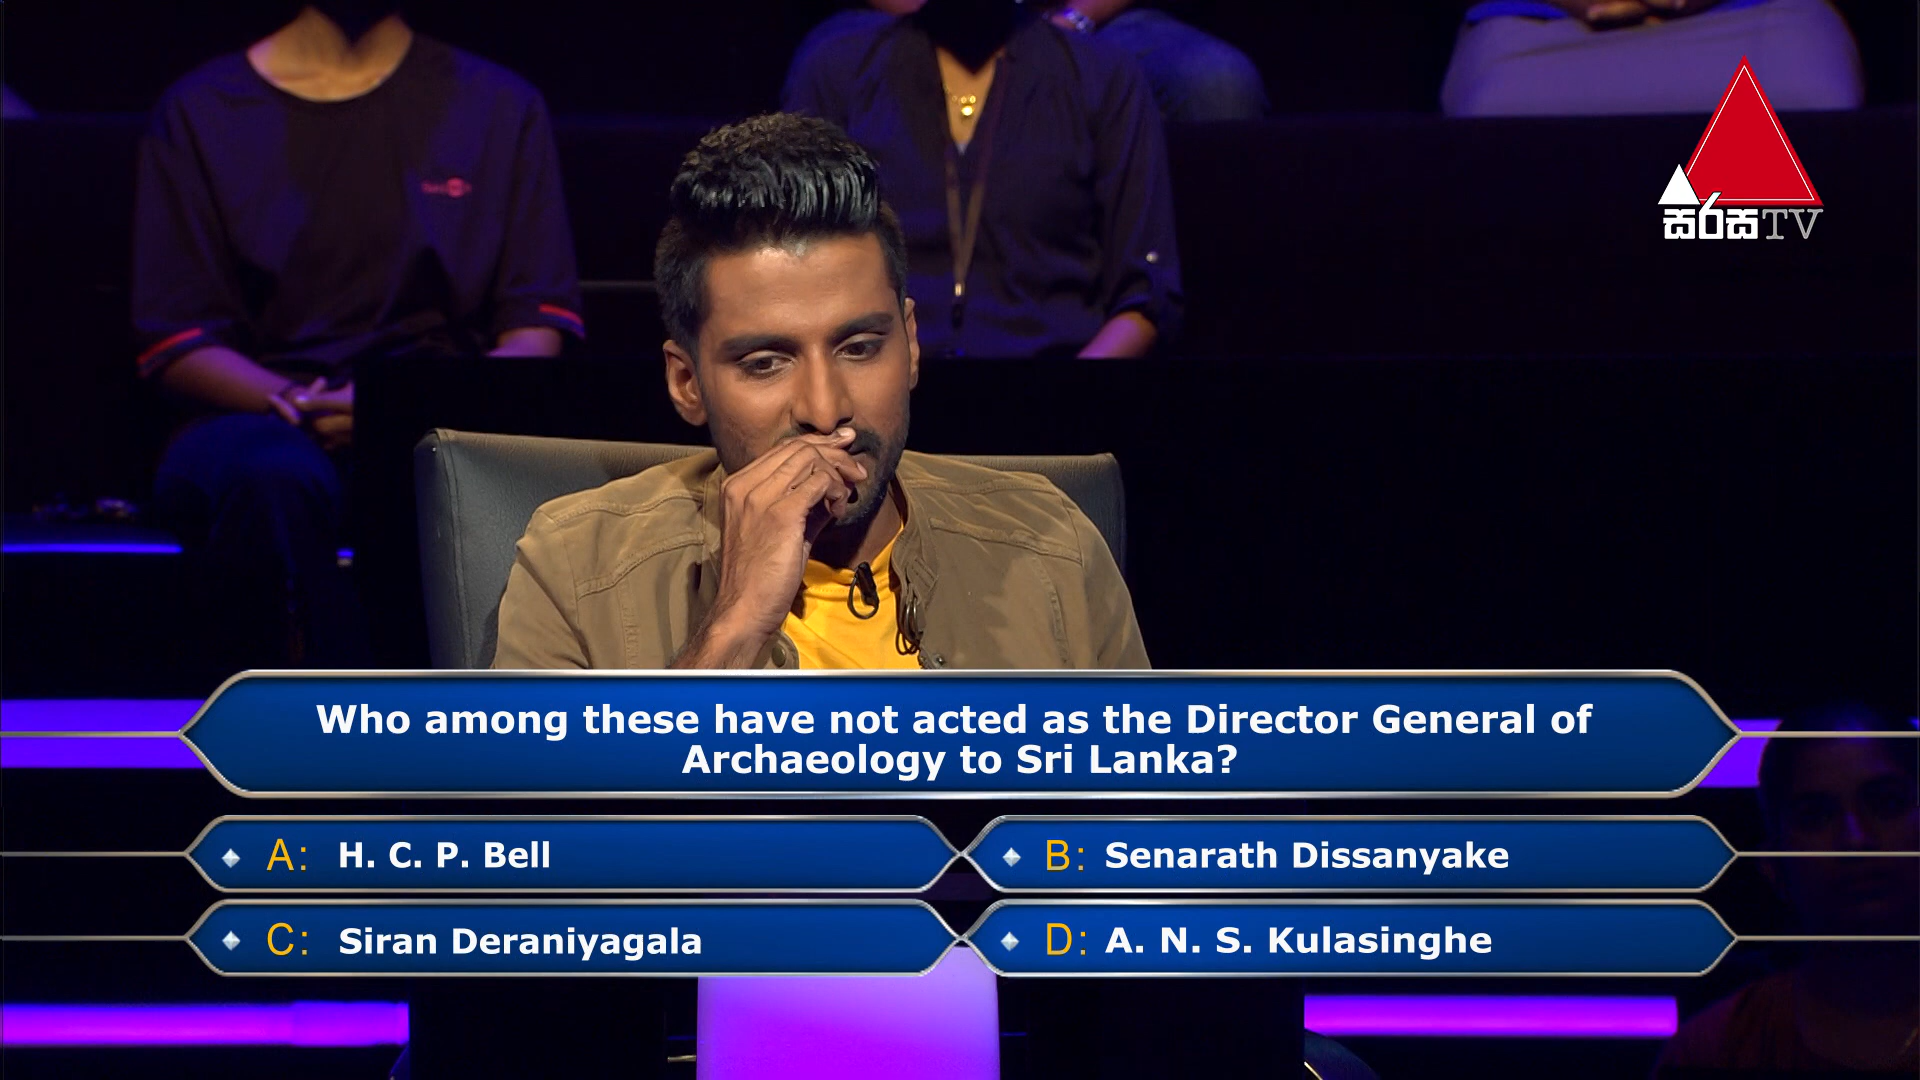 සිරස TV
Who among these have not acted as the Director General of
Archaeology to Sri Lanka?
A: H. C. P. Bell
B: Senarath Dissanyake
C: Siran Deraniyagala
D: A. N. S. Kulasinghe